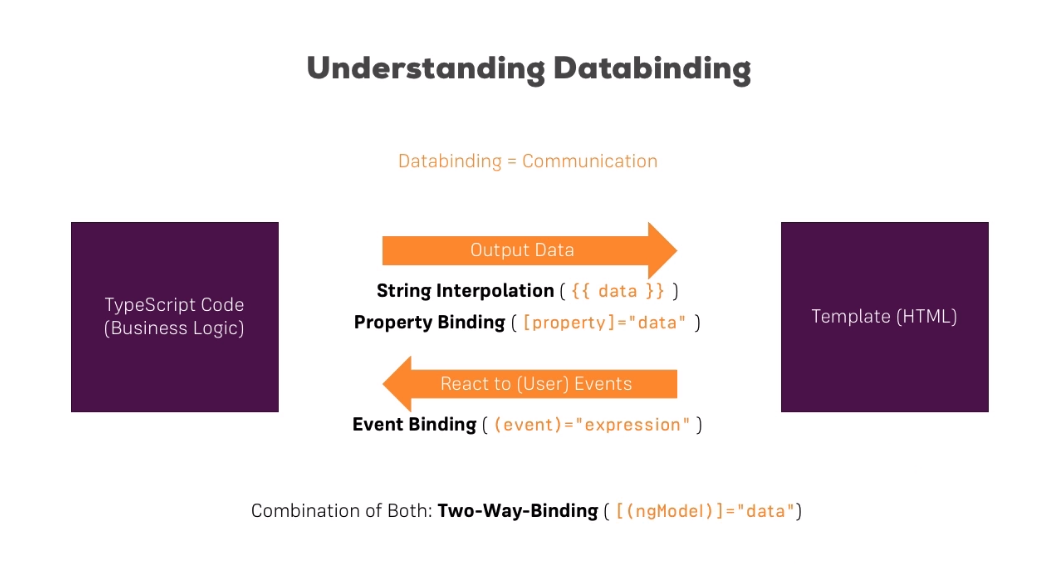 Understanding Databinding
Databinding = Communication
TypeScript Code
(Business Logic)
Output Data
String Interpolation ( {{ data }} )
Property Binding ( [property]="data" )
Template (HTML)
React to (User) Events
Event Binding ( (event)="expression" )
Combination of Both: Two-Way-Binding ( [(ngModel)]="data")